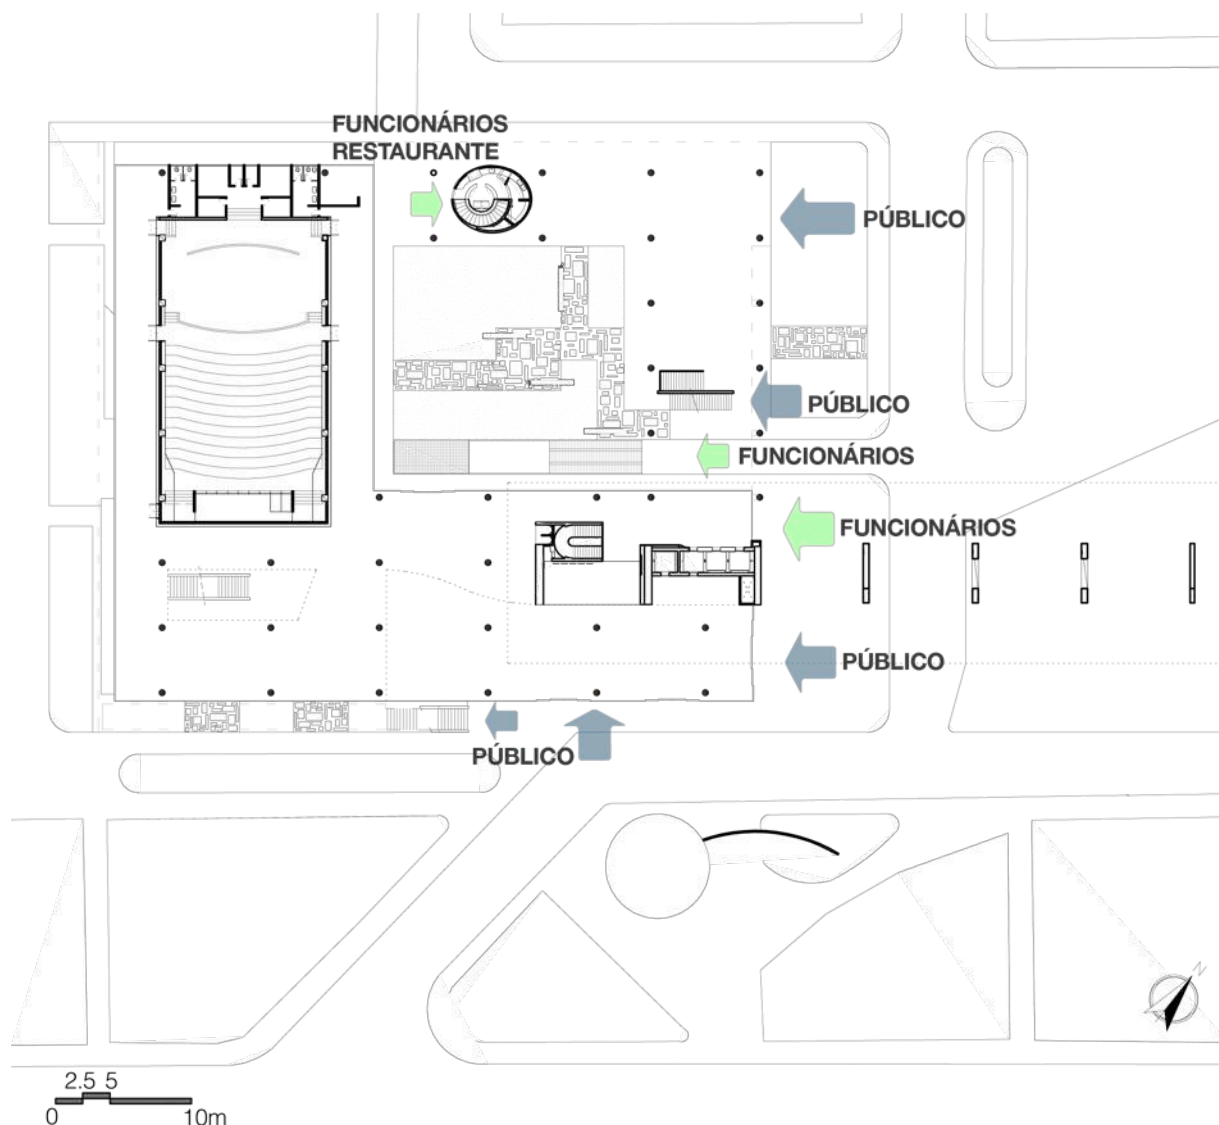 FUNCIONÁRIOS
RESTAURANTE
PÚBLICO
PÚBLICO
FUNCIONÁRIOS
FUNCIONÁRIOS
PÚBLICO
PÚBLICO
N
2.5 5
0 10m